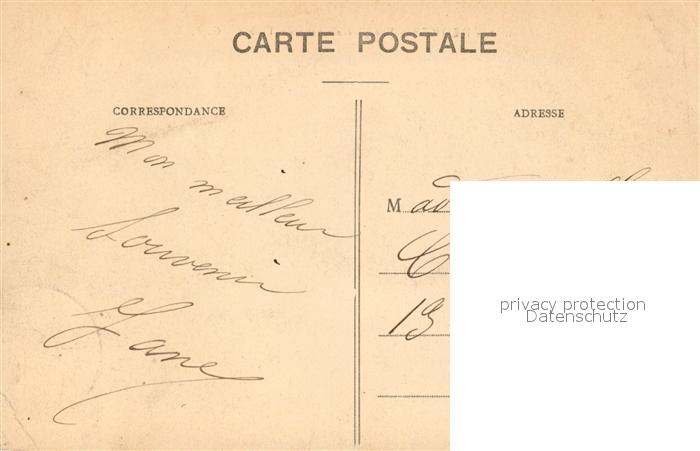 CARTE POSTALE
CORRESPONDANCE
ADRESSE
Mon meilleur
Souvenir
Jane
M
13
privacy protection
Datenschutz